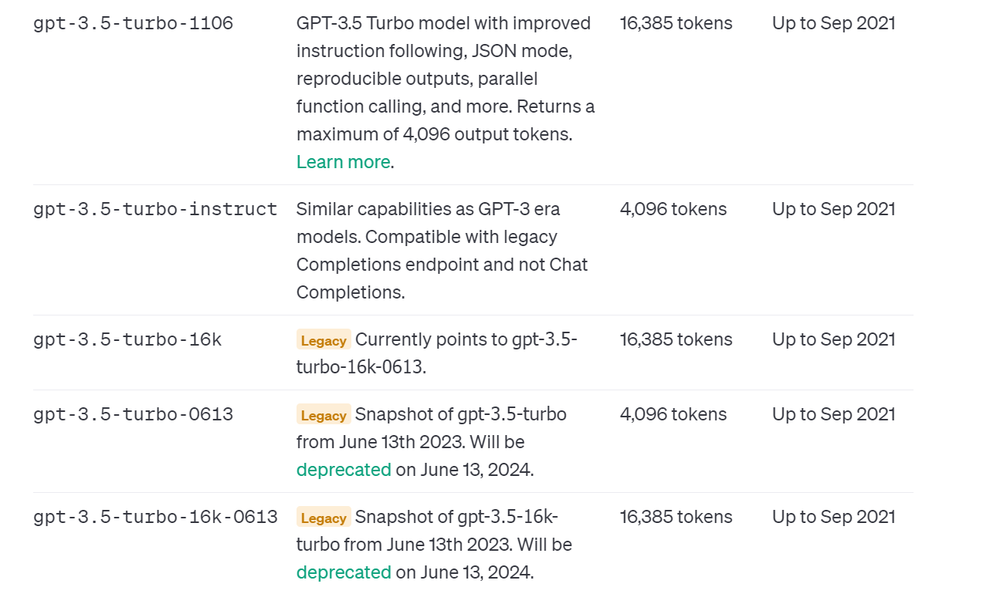 gpt-3.5-turbo-1106 GPT-3.5 Turbo model with improved 16,385 tokens Up to Sep 2021
instruction following, JSON mode,
reproducible outputs, parallel
function calling, and more. Returns a
maximum of 4,096 output tokens.
Learn more.
gpt-3.5-turbo-instruct Similar capabilities as GPT-3 era 4,096 tokens Up to Sep 2021
models. Compatible with legacy
Completions endpoint and not Chat
Completions.
gpt-3.5-turbo-16k Legacy Currently points to gpt-3.5- 16,385 tokens Up to Sep 2021
turbo-16k-0613.
gpt-3.5-turbo-0613 Legacy Snapshot of gpt-3.5-turbo 4,096 tokens Up to Sep 2021
from June 13th 2023. Will be
deprecated on June 13, 2024.
gpt-3.5-turbo-16k-0613 Legacy Snapshot of gpt-3.5-16k- 16,385 tokens Up to Sep 2021
turbo from June 13th 2023. Will be
deprecated on June 13, 2024.